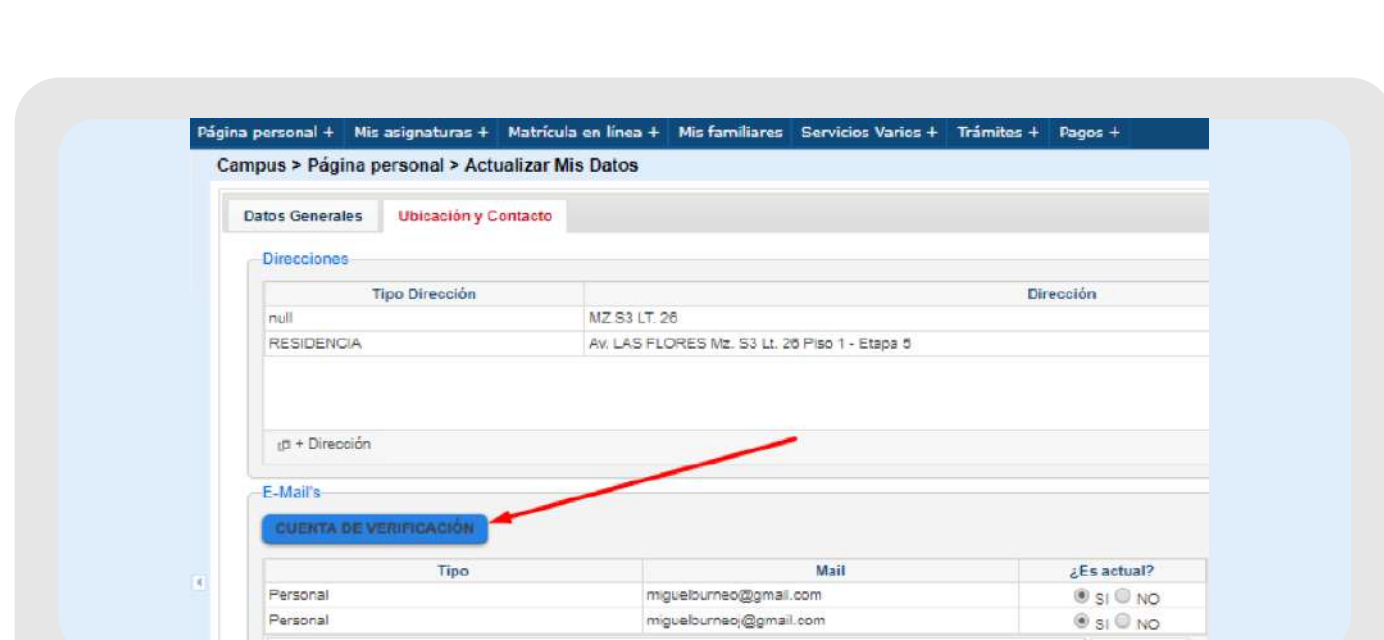 Página personal + Mis asignaturas + Matrícula en línea + Mis familiares Servicios Varios + Trámites + Pagos +
Campus > Página personal > Actualizar Mis Datos
Datos Generales Ubicación y Contacto
Direcciones
Tipo Dirección Dirección
null MZ.S3 LT. 26
RESIDENCIA Av. LAS FLORES Mz. S3 Lt. 26 Piso 1 - Etapa 5
+ Dirección
E-Mail's
CUENTA DE VERIFICACIÓN
Tipo Mail ¿Es actual?
Personal miguelburneo@gmail.com SI NO
Personal miguelburneoj@gmail.com SI NO